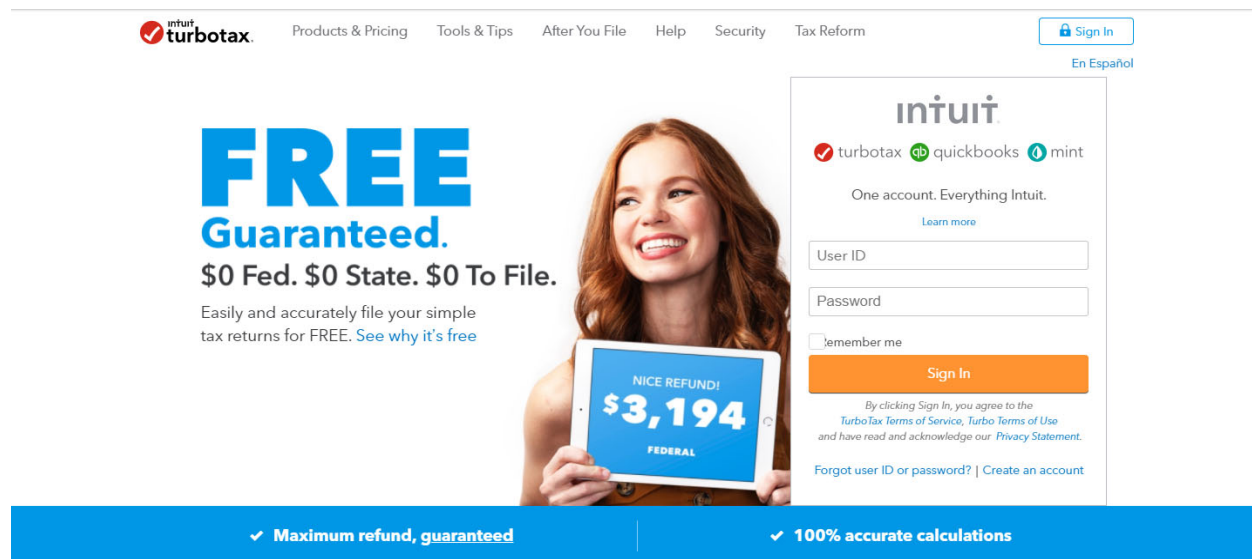 intuit
turbotax.
Products & Pricing
Tools & Tips
After You File
Help
Security
Tax Reform
Sign In
En Español
FREE
Guaranteed.
$0 Fed. $0 State. $0 To File.
Easily and accurately file your simple
tax returns for FREE. See why it's free
NICE REFUND!
$3,194
FEDERAL
intuit.
turbotax qb quickbooks mint
One account. Everything Intuit.
Learn more
User ID
Password
Remember me
Sign In
By clicking Sign In, you agree to the
TurboTax Terms of Service, Turbo Terms of Use
and have read and acknowledge our Privacy Statement.
Forgot user ID or password? | Create an account
Maximum refund, guaranteed
100% accurate calculations